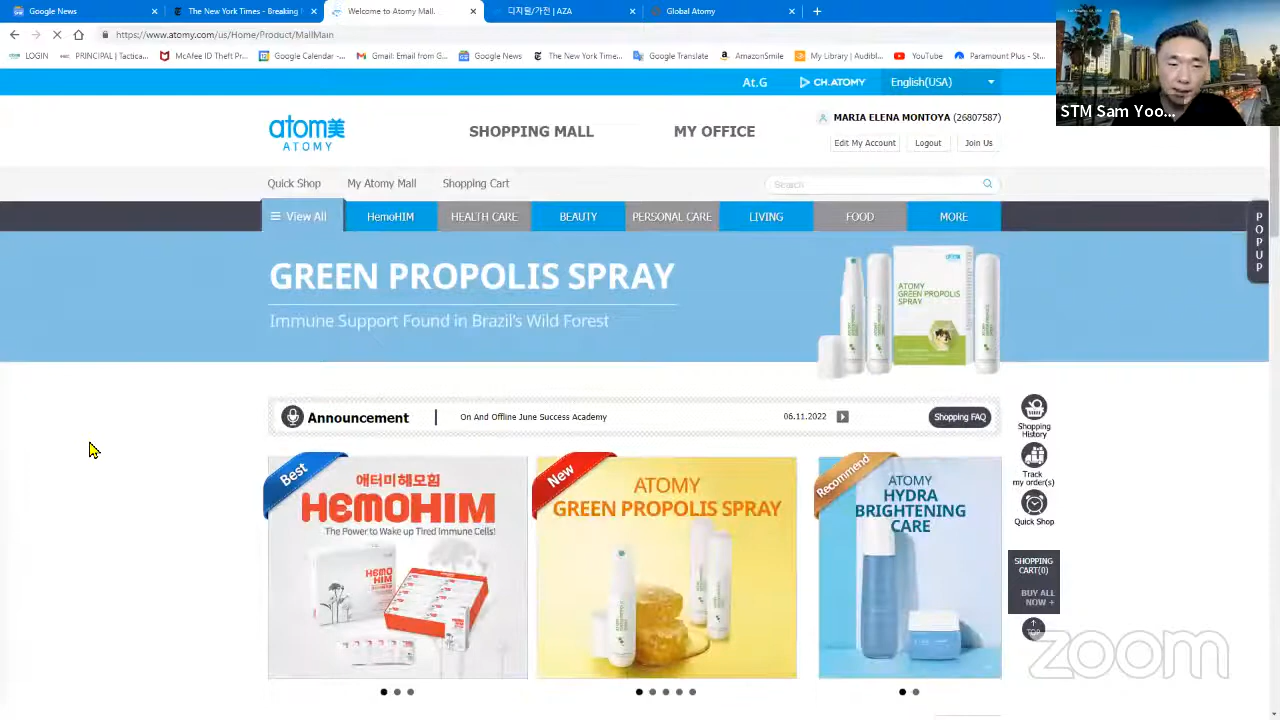 Google News
The New York Times - Breaking
Welcome to Atomy Mall.
디지털/가전 | AZA
Global Atomy
https://www.atomy.com/us/Home/Product/MallMain
LOGIN
PRINCIPAL | Tactica...
McAfee ID Theft Pr...
Google Calendar -...
Gmail: Email from G...
Google News
The New York Time...
Google Translate
AmazonSmile
My Library | Audibl...
YouTube
Paramount Plus - St...
STM Sam Yoo...
At.G
CH.ATOMY
English(USA)
atom美
ATOMY
SHOPPING MALL
MY OFFICE
MARIA ELENA MONTOYA (26807587)
Edit My Account
Logout
Join Us
Quick Shop
My Atomy Mall
Shopping Cart
Search
View All
HemoHIM
HEALTH CARE
BEAUTY
PERSONAL CARE
LIVING
FOOD
MORE
POPUP
GREEN PROPOLIS SPRAY
Immune Support Found in Brazil's Wild Forest
ATOMY
GREEN PROPOLIS
SPRAY
Announcement
On And Offline June Success Academy
06.11.2022
Shopping FAQ
Shopping
History
Track
my order(s)
Quick Shop
SHOPPING
CART(0)
BUY ALL
NOW +
TOP
Best
애터미 헤모힘
HEMOHIM
The Power to Wake up Tired Immune Cells!
HEMO
HIM
New
ATOMY
GREEN PROPOLIS SPRAY
Recommend
ATOMY
HYDRA
BRIGHTENING
CARE
zoom